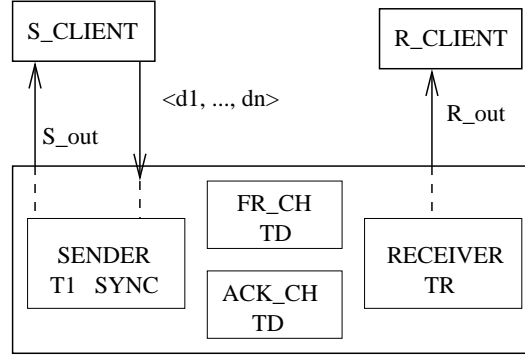 S_CLIENT
R_CLIENT
<d1, ..., dn>
S_out
R_out
FR_CH
TD
SENDER
T1 SYNC
RECEIVER
TR
ACK_CH
TD